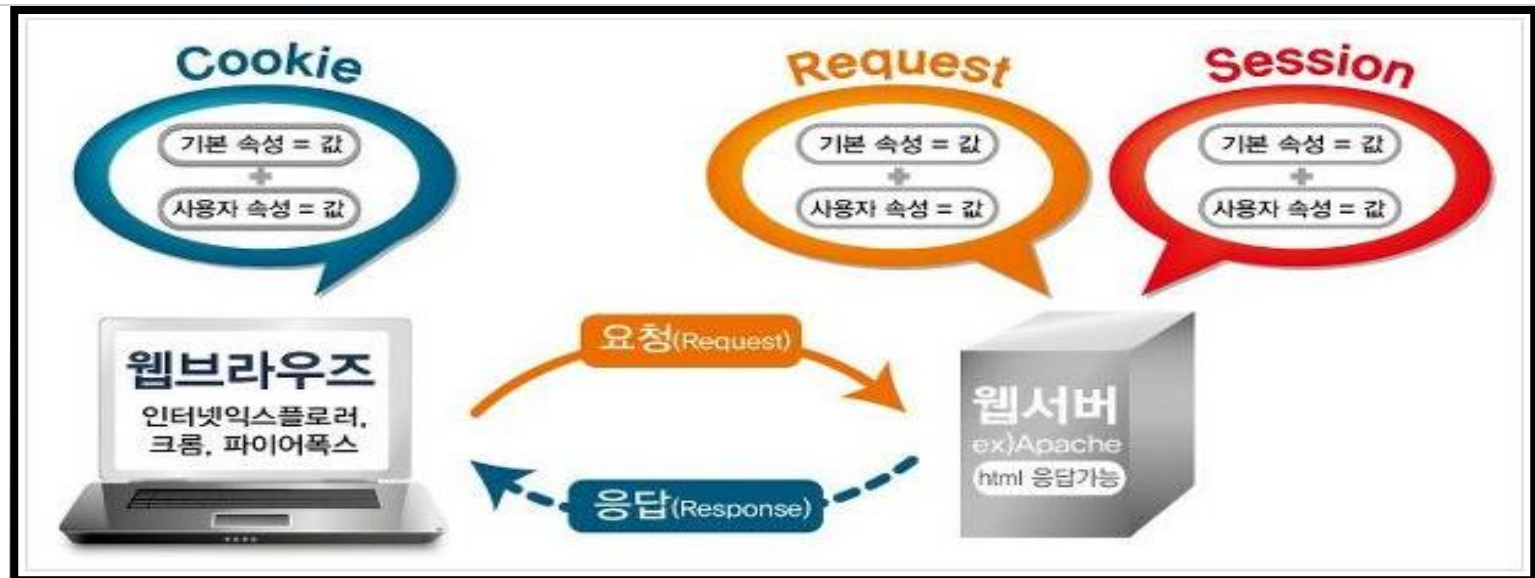 Cookie
기본 속성 = 값
+
사용자 속성 = 값
Request
기본 속성 = 값
+
사용자 속성 = 값
Session
기본 속성 = 값
+
사용자 속성 = 값
웹브라우즈
인터넷익스플로러,
크롬, 파이어폭스
요청(Request)
응답(Response)
웹서버
ex)Apache
html 응답가능